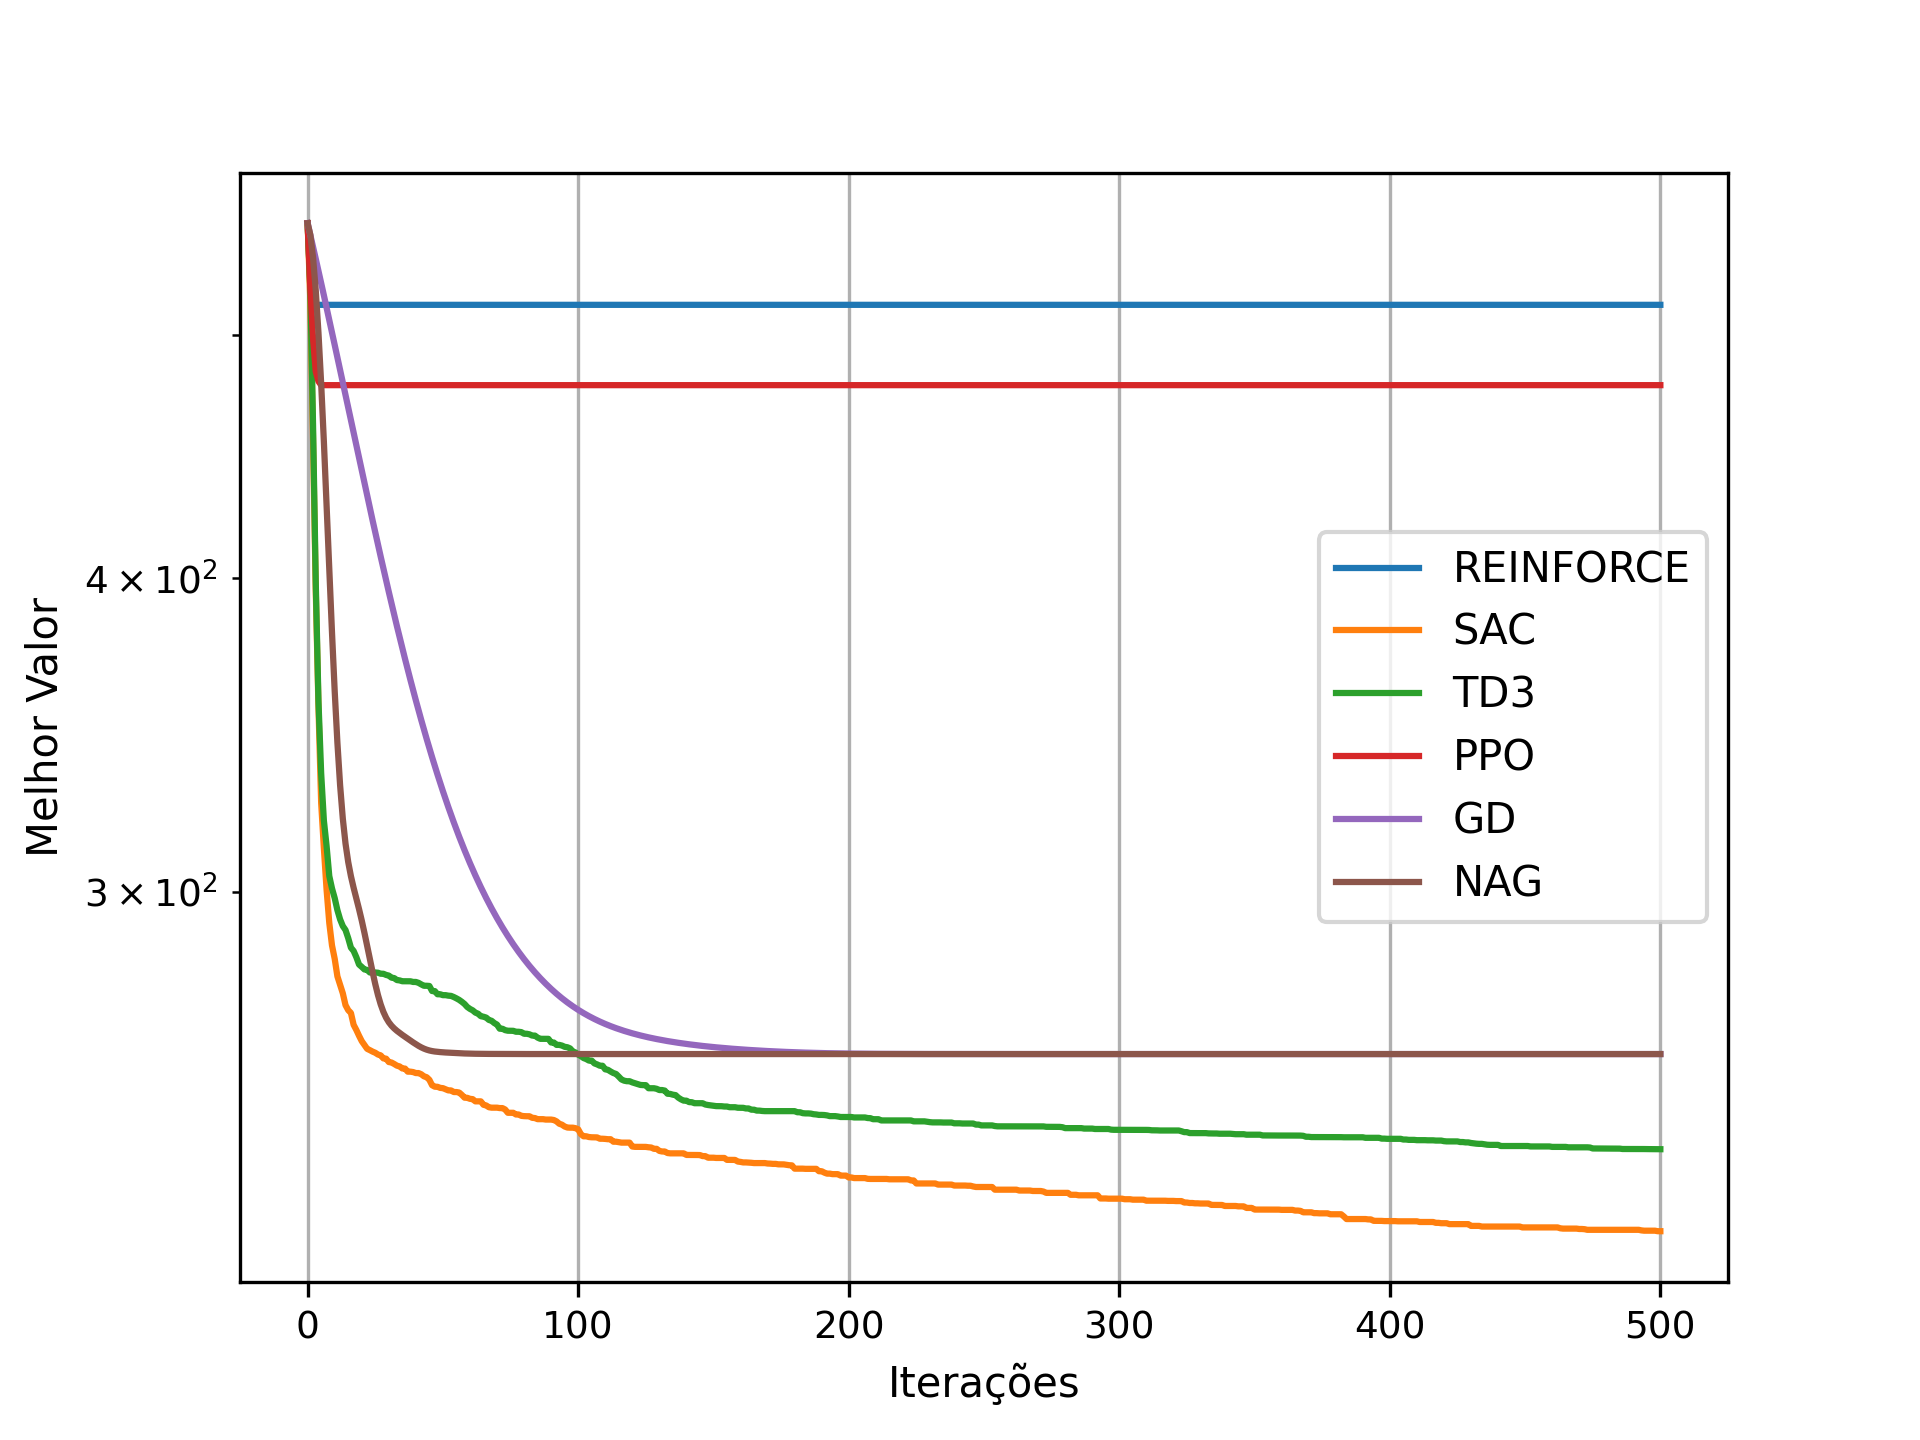 Melhor Valor
4 × 10²
3 × 10²
REINFORCE
SAC
TD3
PPO
GD
NAG
0 100 200 300 400 500
Iterações